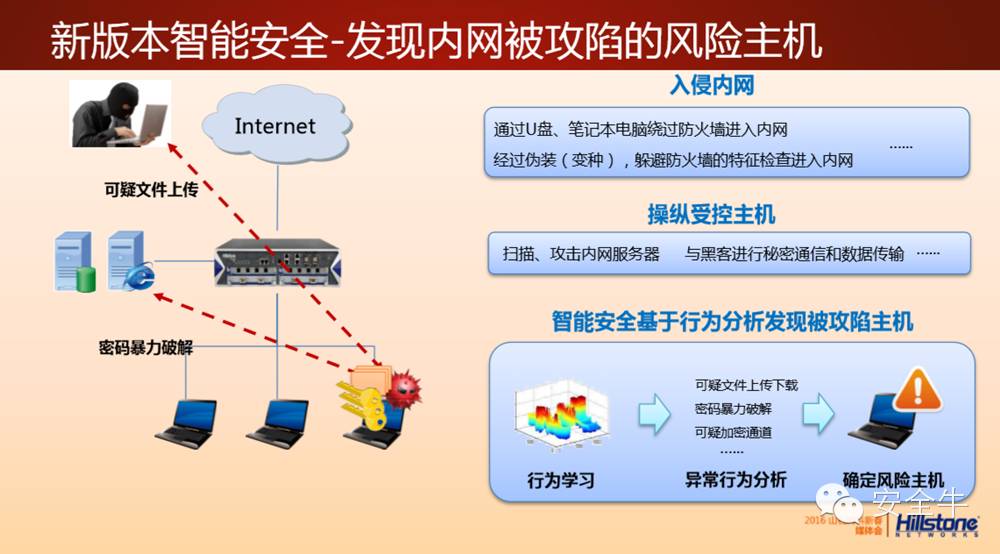 新版本智能安全-发现内网被攻陷的风险主机
Internet
可疑文件上传
密码暴力破解
入侵内网
通过U盘、笔记本电脑绕过防火墙进入内网
经过伪装（变种），躲避防火墙的特征检查进入内网
......
操纵受控主机
扫描、攻击内网服务器 与黑客进行秘密通信和数据传输 ......
智能安全基于行为分析发现被攻陷主机
可疑文件上传下载
密码暴力破解
可疑加密通道
......
行为学习
异常行为分析
确定风险主机
安全牛
2016
媒体会
Hillstone
NETWORKS